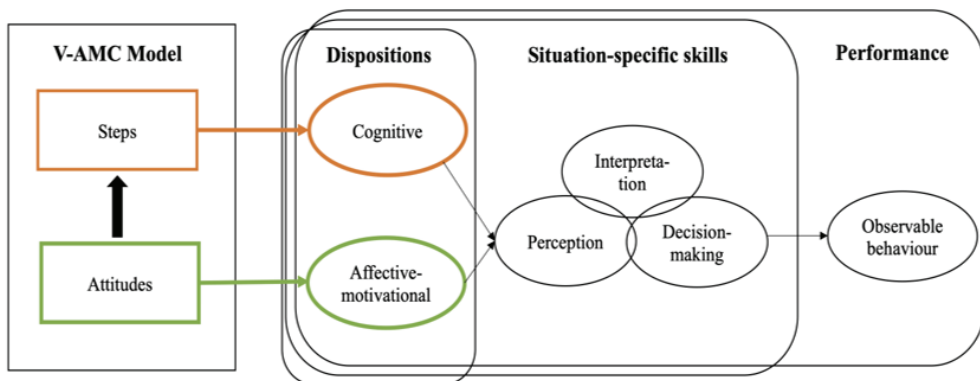 V-AMC Model
Steps
Attitudes
Dispositions
Cognitive
Affective-
motivational
Situation-specific skills
Interpreta-
tion
Perception
Decision-
making
Performance
Observable
behaviour